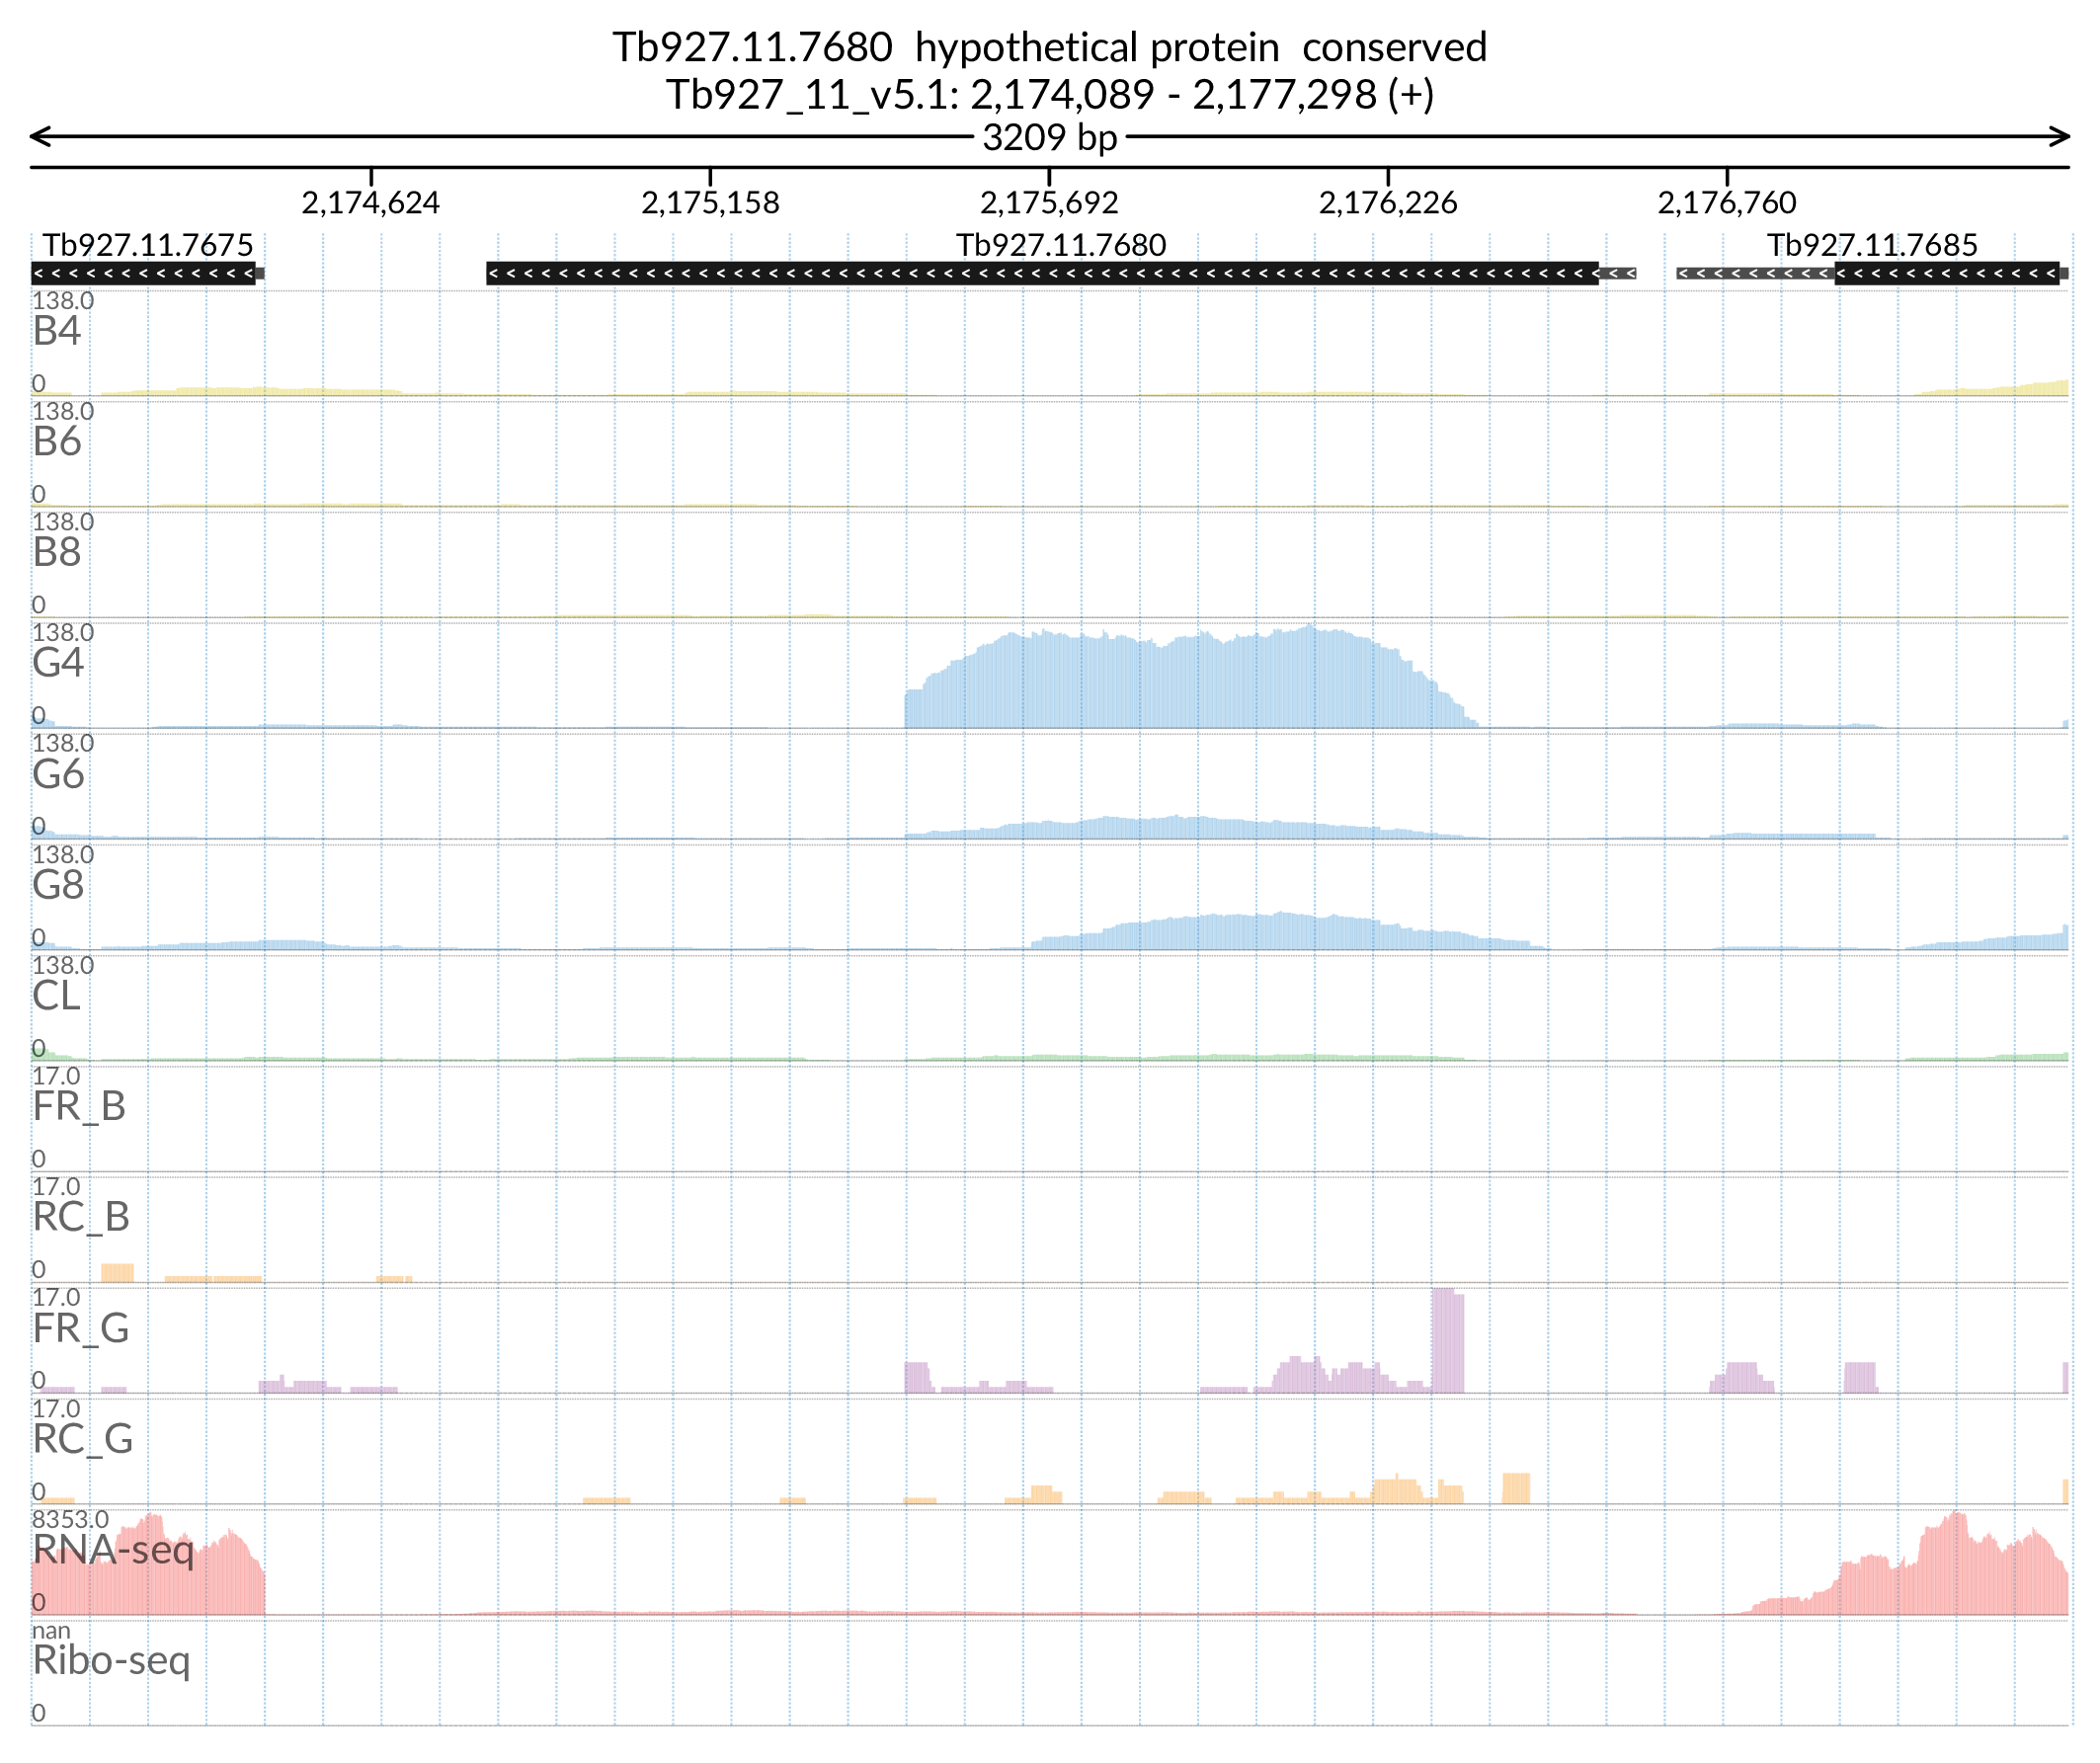 Tb927.11.7680 hypothetical protein conserved
Tb927_11_v5.1: 2,174,089 - 2,177,298 (+)
3209 bp
2,174,624 2,175,158 2,175,692 2,176,226 2,176,760
Tb927.11.7675 Tb927.11.7680 Tb927.11.7685
138.0
B4
0
138.0
B6
0
138.0
B8
0
138.0
G4
0
138.0
G6
0
138.0
G8
0
138.0
CL
0
17.0
FR_B
0
17.0
RC_B
0
17.0
FR_G
0
17.0
RC_G
0
8353.0
RNA-seq
0
nan
Ribo-seq
0